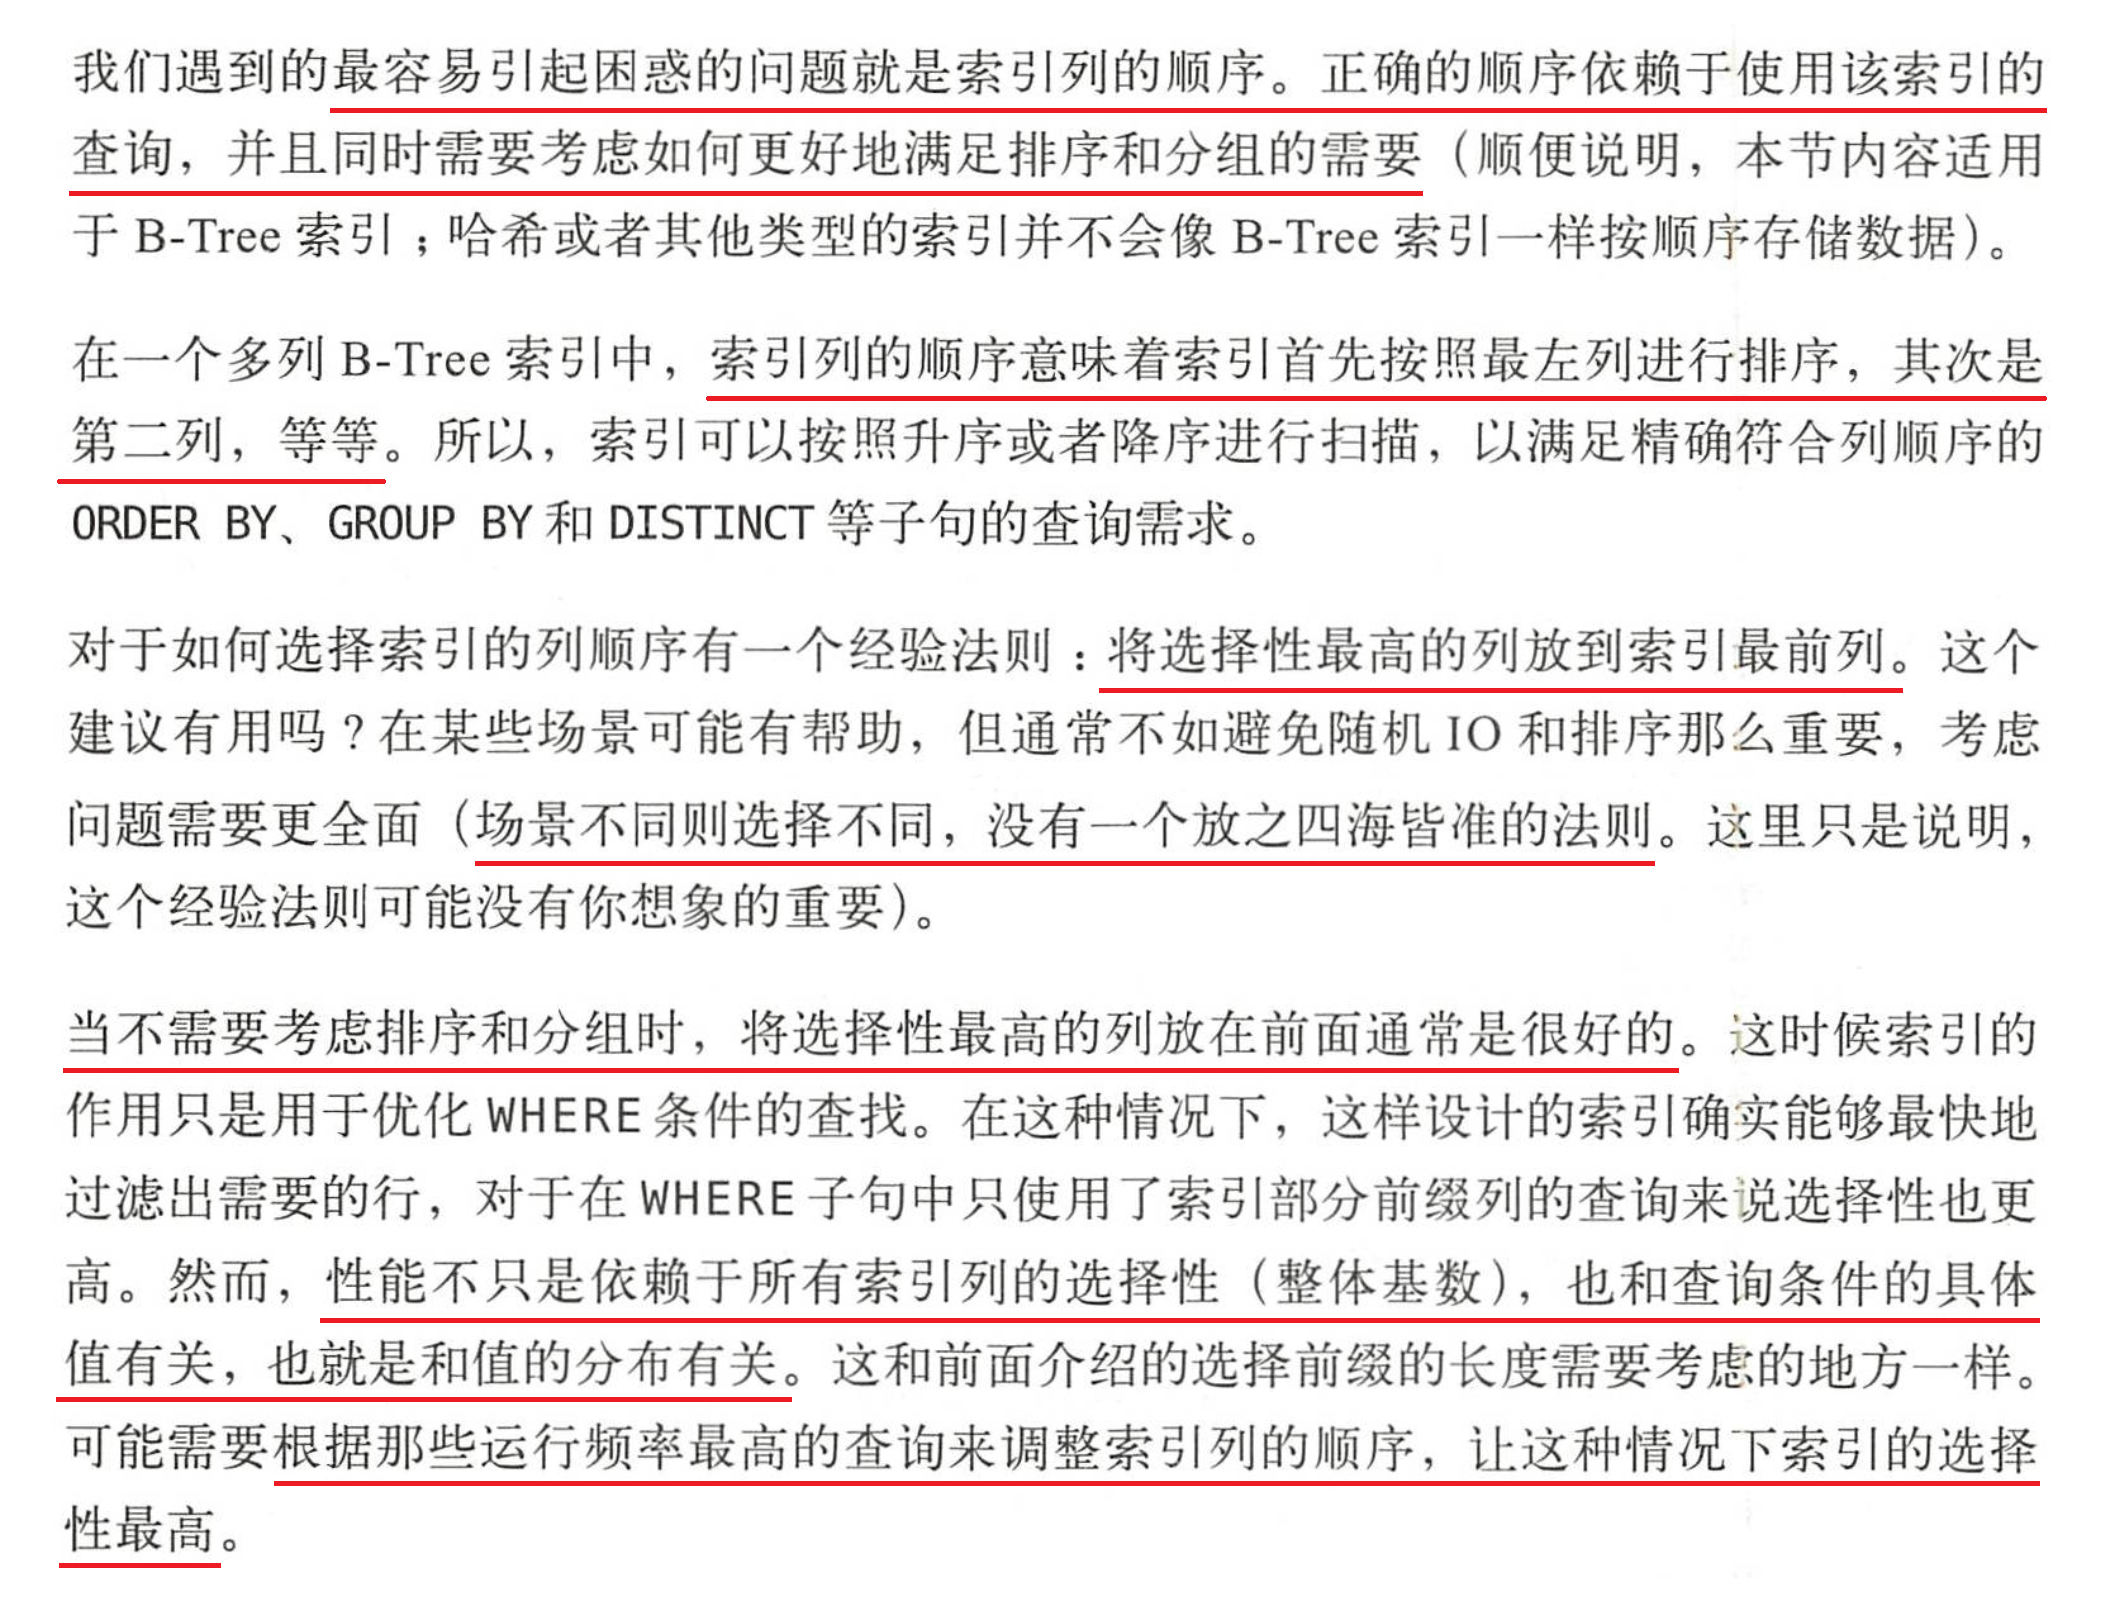 我们遇到的最容易引起困惑的问题就是索引列的顺序。正确的顺序依赖于使用该索引的
查询，并且同时需要考虑如何更好地满足排序和分组的需要（顺便说明，本节内容适用
于 B-Tree 索引；哈希或者其他类型的索引并不会像 B-Tree 索引一样按顺序存储数据）。
在一个多列 B-Tree 索引中，索引列的顺序意味着索引首先按照最左列进行排序，其次是
第二列，等等。所以，索引可以按照升序或者降序进行扫描，以满足精确符合列顺序的
ORDER BY、GROUP BY 和 DISTINCT 等子句的查询需求。
对于如何选择索引的列顺序有一个经验法则：将选择性最高的列放到索引最前列。这个
建议有用吗？在某些场景可能有帮助，但通常不如避免随机 IO 和排序那么重要，考虑
问题需要更全面（场景不同则选择不同，没有一个放之四海皆准的法则。这里只是说明，
这个经验法则可能没有你想象的重要）。
当不需要考虑排序和分组时，将选择性最高的列放在前面通常是很好的。这时候索引的
作用只是用于优化 WHERE 条件的查找。在这种情况下，这样设计的索引确实能够最快地
过滤出需要的行，对于在 WHERE 子句中只使用了索引部分前缀列的查询来说选择性也更
高。然而，性能不只是依赖于所有索引列的选择性（整体基数），也和查询条件的具体
值有关，也就是和值的分布有关。这和前面介绍的选择前缀的长度需要考虑的地方一样。
可能需要根据那些运行频率最高的查询来调整索引列的顺序，让这种情况下索引的选择
性最高。